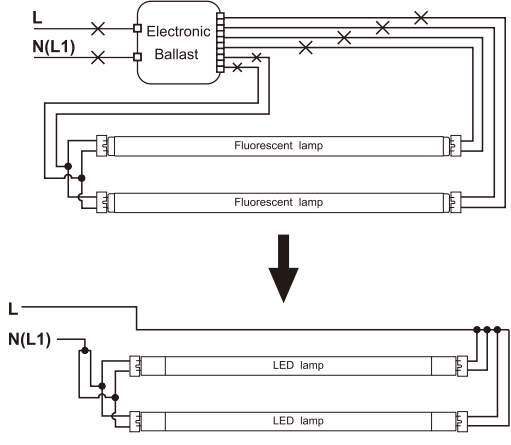 L
N(L1)
Electronic
Ballast
Fluorescent lamp
Fluorescent lamp
L
N(L1)
LED lamp
LED lamp